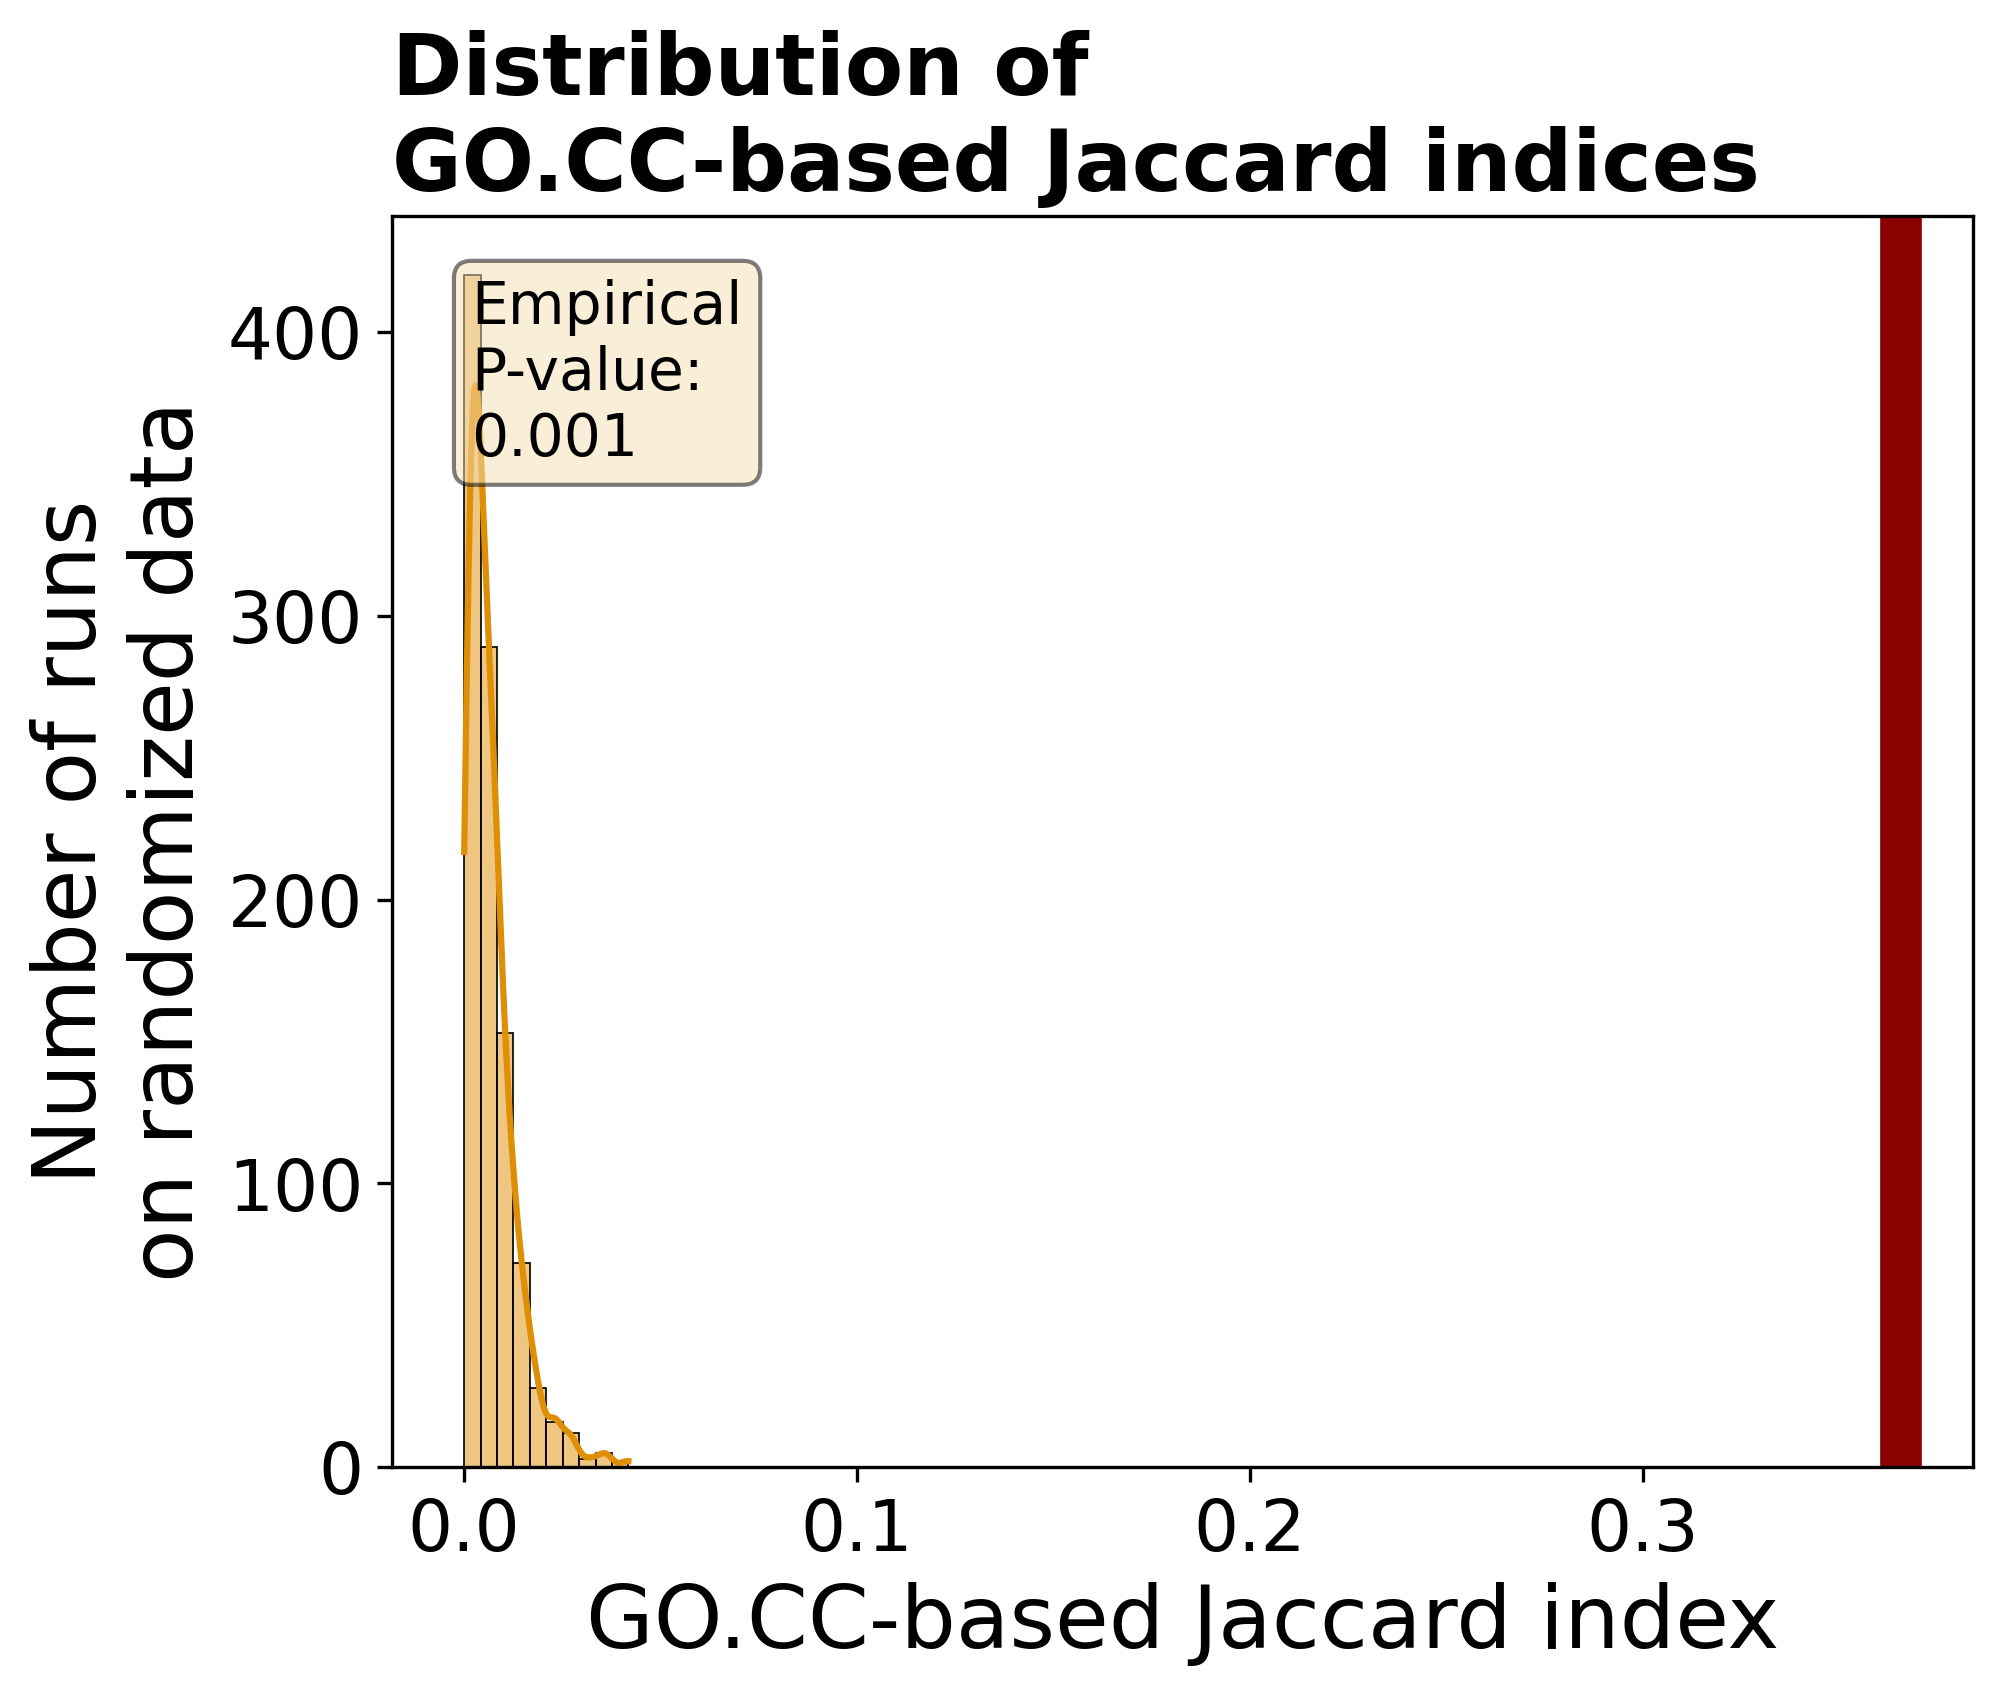 Distribution of
GO.CC-based Jaccard indices
Empirical
P-value:
0.001
Number of runs
on randomized data
400
300
200
100
0
0.0 0.1 0.2 0.3
GO.CC-based Jaccard index